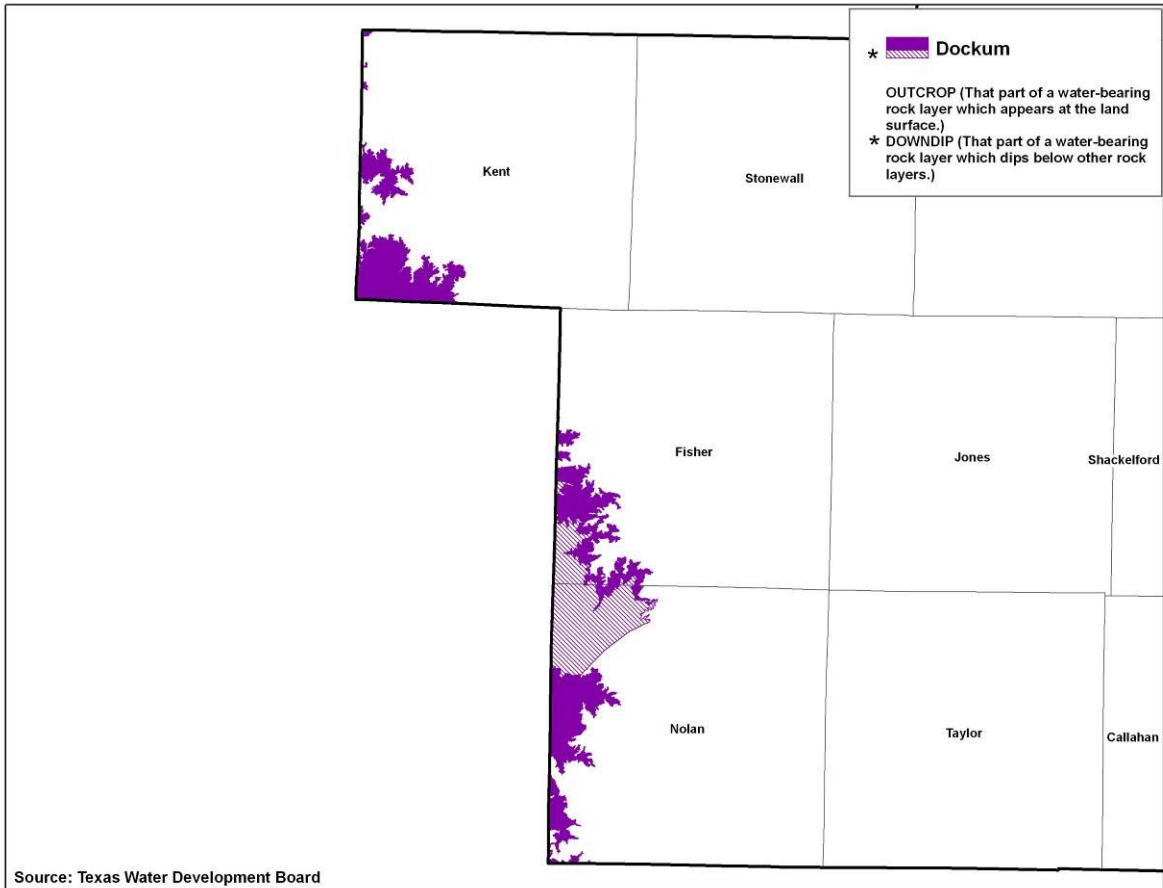 * Dockum
OUTCROP (That part of a water-bearing
rock layer which appears at the land
surface.)
* DOWNDIP (That part of a water-bearing
rock layer which dips below other rock
layers.)
Kent
Stonewall
Fisher
Jones
Shackelford
Nolan
Taylor
Callahan
Source: Texas Water Development Board